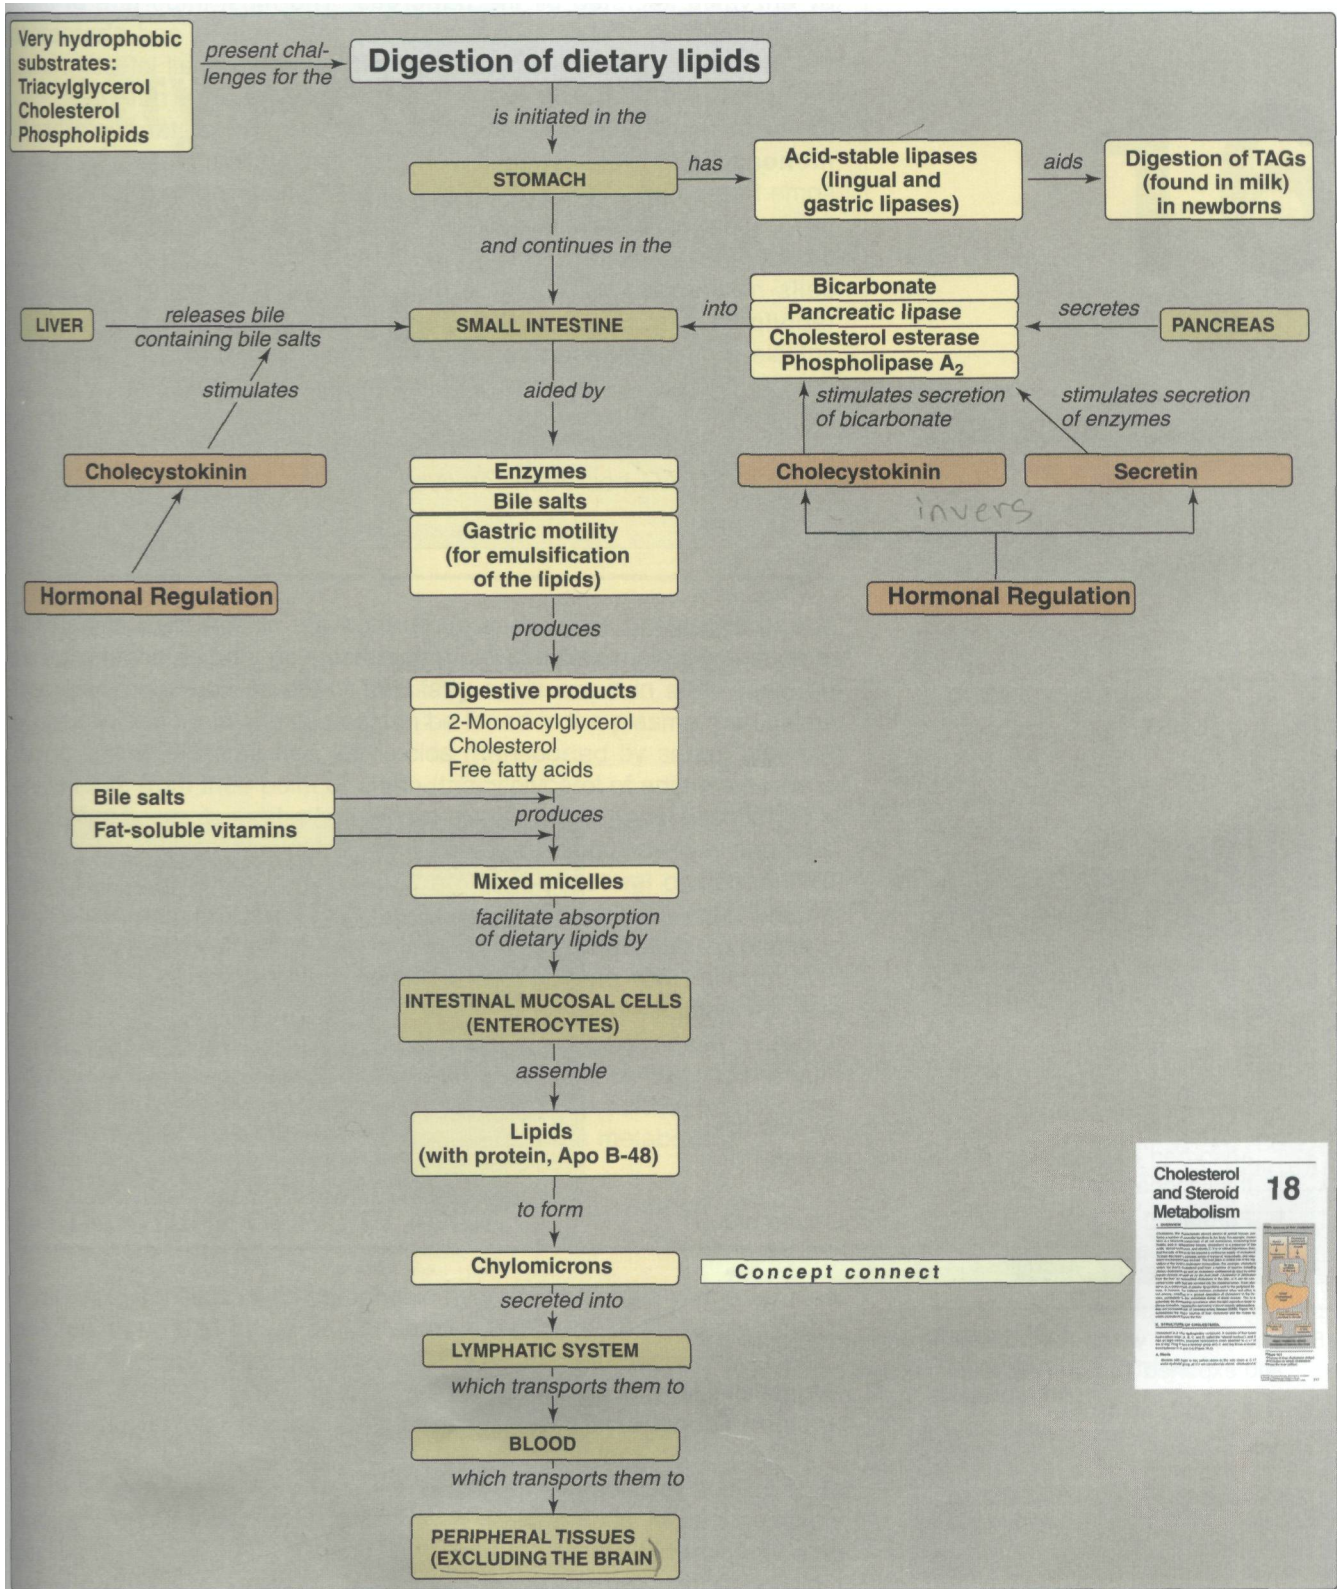 Very hydrophobic
substrates:
Triacylglycerol
Cholesterol
Phospholipids
present chal-
lenges for the
Digestion of dietary lipids
is initiated in the
STOMACH
has
Acid-stable lipases
(lingual and
gastric lipases)
aids
Digestion of TAGs
(found in milk)
in newborns
and continues in the
LIVER
releases bile
containing bile salts
SMALL INTESTINE
into
Bicarbonate
Pancreatic lipase
Cholesterol esterase
Phospholipase A₂
secretes
PANCREAS
stimulates
aided by
stimulates secretion
of bicarbonate
stimulates secretion
of enzymes
Cholecystokinin
Enzymes
Bile salts
Gastric motility
(for emulsification
of the lipids)
Cholecystokinin
Secretin
invers
Hormonal Regulation
Hormonal Regulation
produces
Digestive products
2-Monoacylglycerol
Cholesterol
Free fatty acids
Bile salts
Fat-soluble vitamins
produces
Mixed micelles
facilitate absorption
of dietary lipids by
INTESTINAL MUCOSAL CELLS
(ENTEROCYTES)
assemble
Lipids
(with protein, Apo B-48)
to form
Chylomicrons
Concept connect
Cholesterol
and Steroid
Metabolism
18
secreted into
LYMPHATIC SYSTEM
which transports them to
BLOOD
which transports them to
PERIPHERAL TISSUES
(EXCLUDING THE BRAIN)